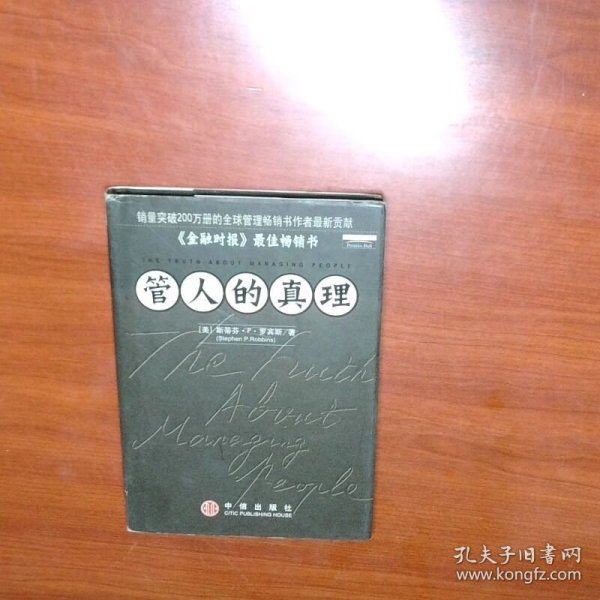 销量突破200万册的全球管理畅销书作者最新贡献
《金融时报》最佳畅销书
Prentice Hall
THE TRUTH ABOUT MANAGING PEOPLE
管人的真理
[美] 斯蒂芬·P·罗宾斯/著
(Stephen P.Robbins)
The Truth
About
Managing
People
中信出版社
CITIC PUBLISHING HOUSE
孔夫子旧书网
www.kongfz.com